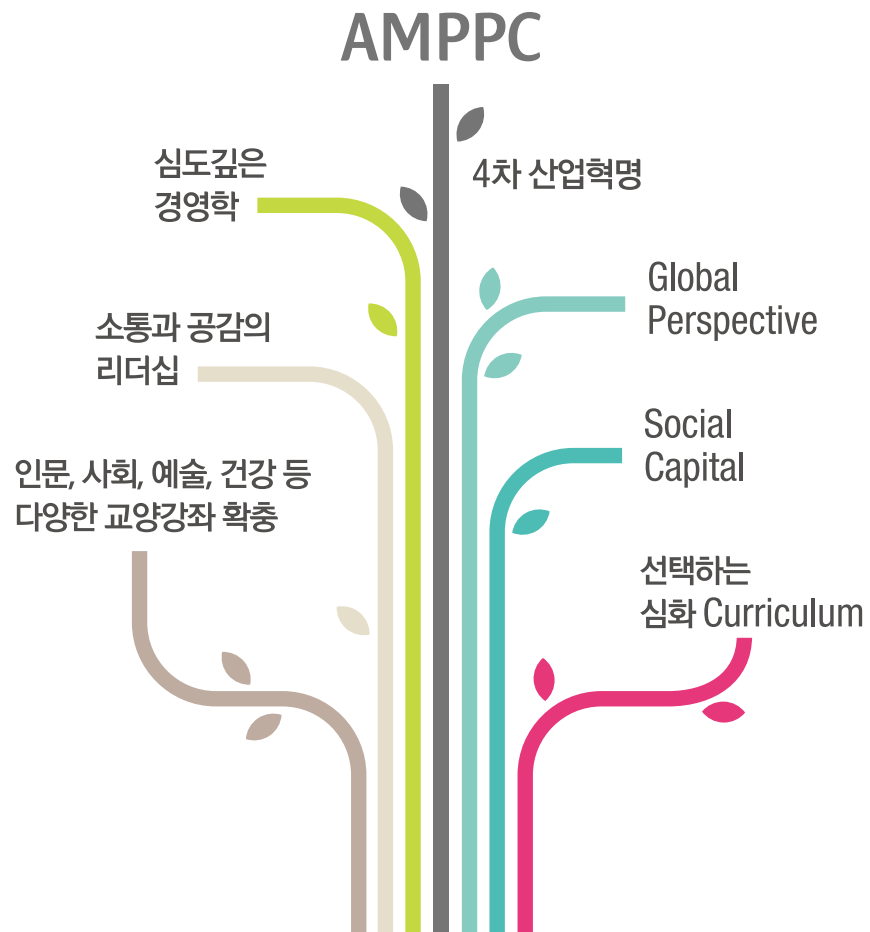 AMPPC
심도깊은
경영학
4차 산업혁명
소통과 공감의
리더십
Global
Perspective
인문, 사회, 예술, 건강 등
다양한 교양강좌 확충
Social
Capital
선택하는
심화 Curriculum